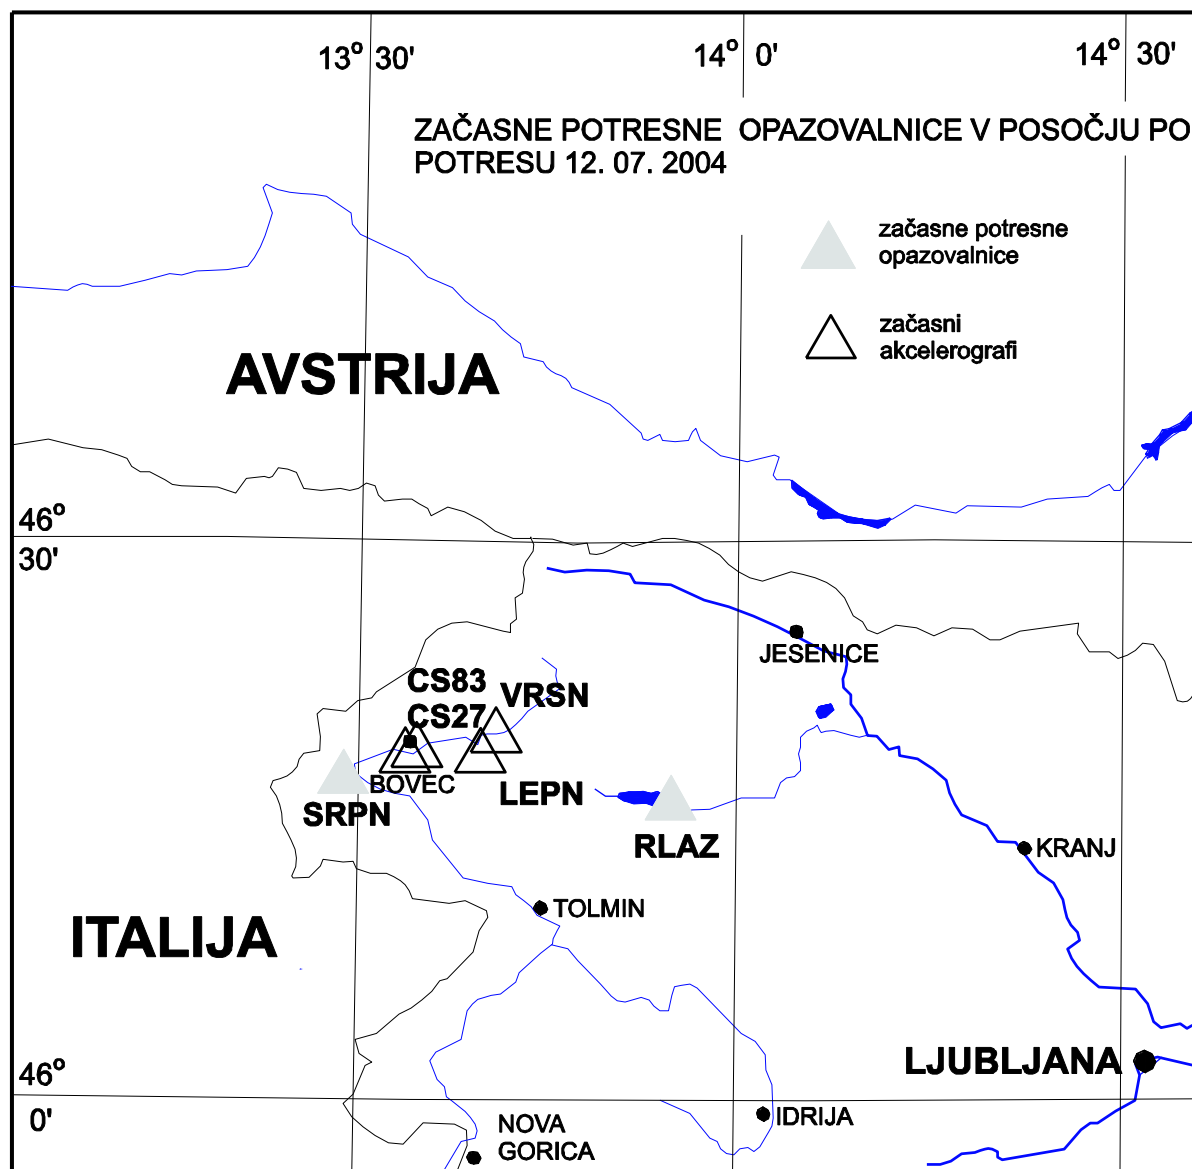 13° 30'
14° 0'
14° 30'
ZAČASNE POTRESNE OPAZOVALNICE V POSOČJU PO
POTRESU 12. 07. 2004
začasne potresne
opazovalnice
začasni
akcelerografi
AVSTRIJA
46°
30'
JESENICE
CS83
VRSN
CS27
BOVEC
LEPN
SRPN
RLAZ
KRANJ
TOLMIN
ITALIJA
LJUBLJANA
46°
0'
IDRIJA
NOVA
GORICA